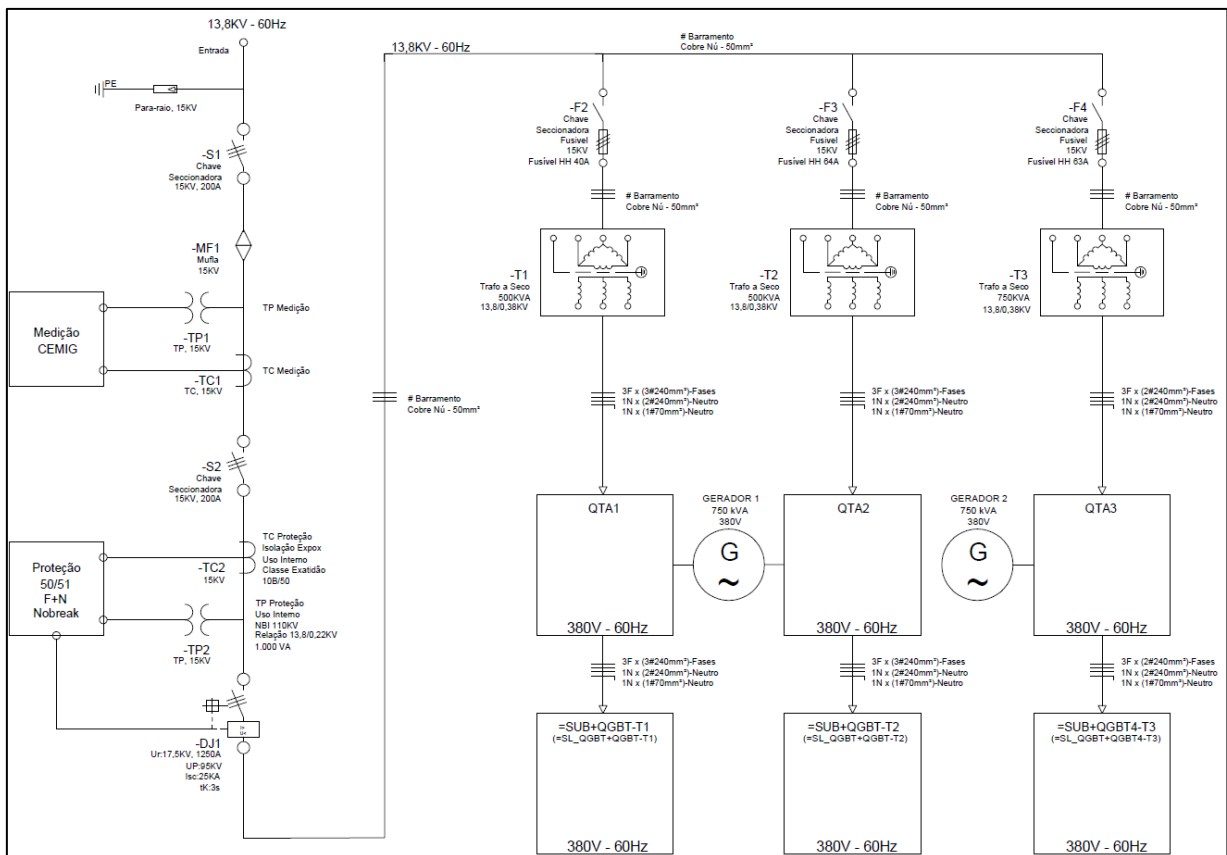 13,8KV - 60Hz
Entrada
PE
Para-raio, 15KV
-S1
Chave
Seccionadora
15KV, 200A
-MF1
Mufla
15KV
Medição
CEMIG
TP Medição
-TP1
TP, 15KV
TC Medição
-TC1
TC, 15KV
-S2
Chave
Seccionadora
15KV, 200A
Proteção
50/51
F+N
Nobreak
TC Proteção
Isolação Expox
Uso Interno
Classe Exatidão
10B/50
-TC2
15KV
TP Proteção
Uso Interno
NBI 110KV
Relação 13,8/0,22KV
1.000 VA
-TP2
TP, 15KV
-DJ1
Ur:17,5KV, 1250A
UP:95KV
Isc:25KA
tK:3s
# Barramento
Cobre Nú - 50mm²
13,8KV - 60Hz
# Barramento
Cobre Nú - 50mm²
-F2
Chave
Seccionadora
Fusivel
15KV
Fusível HH 40A
# Barramento
Cobre Nú - 50mm²
-T1
Trafo a Seco
500KVA
13,8/0,38KV
3F x (3#240mm²)-Fases
1N x (2#240mm²)-Neutro
1N x (1#70mm²)-Neutro
QTA1
380V - 60Hz
3F x (3#240mm²)-Fases
1N x (2#240mm²)-Neutro
1N x (1#70mm²)-Neutro
=SUB+QGBT-T1
(=SL_QGBT+QGBT-T1)
380V - 60Hz
GERADOR 1
750 kVA
380V
G
~
-F3
Chave
Seccionadora
Fusivel
15KV
Fusível HH 64A
# Barramento
Cobre Nú - 50mm²
-T2
Trafo a Seco
500KVA
13,8/0,38KV
3F x (3#240mm²)-Fases
1N x (2#240mm²)-Neutro
1N x (1#70mm²)-Neutro
QTA2
380V - 60Hz
3F x (3#240mm²)-Fases
1N x (2#240mm²)-Neutro
1N x (1#70mm²)-Neutro
=SUB+QGBT-T2
(=SL_QGBT+QGBT-T2)
380V - 60Hz
GERADOR 2
750 kVA
380V
G
~
-F4
Chave
Seccionadora
Fusivel
15KV
Fusível HH 63A
# Barramento
Cobre Nú - 50mm²
-T3
Trafo a Seco
750KVA
13,8/0,38KV
3F x (2#240mm²)-Fases
1N x (2#240mm²)-Neutro
1N x (1#70mm²)-Neutro
QTA3
380V - 60Hz
3F x (2#240mm²)-Fases
1N x (2#240mm²)-Neutro
1N x (1#70mm²)-Neutro
=SUB+QGBT4-T3
(=SL_QGBT+QGBT4-T3)
380V - 60Hz